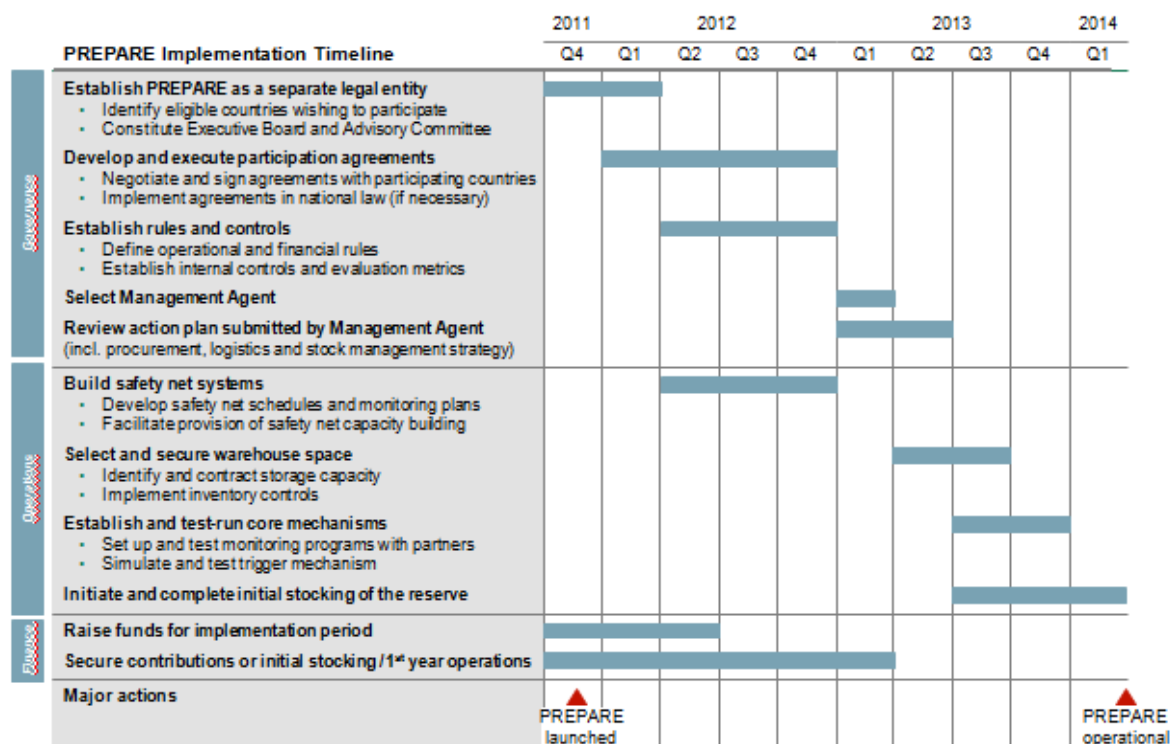 2011 2012 2013 2014
PREPARE Implementation Timeline Q4 Q1 Q2 Q3 Q4 Q1 Q2 Q3 Q4 Q1
Governance
Establish PREPARE as a separate legal entity
• Identify eligible countries wishing to participate
• Constitute Executive Board and Advisory Committee
Develop and execute participation agreements
• Negotiate and sign agreements with participating countries
• Implement agreements in national law (if necessary)
Establish rules and controls
• Define operational and financial rules
• Establish internal controls and evaluation metrics
Select Management Agent
Review action plan submitted by Management Agent
(incl. procurement, logistics and stock management strategy)
Operations
Build safety net systems
• Develop safety net schedules and monitoring plans
• Facilitate provision of safety net capacity building
Select and secure warehouse space
• Identify and contract storage capacity
• Implement inventory controls
Establish and test-run core mechanisms
• Set up and test monitoring programs with partners
• Simulate and test trigger mechanism
Initiate and complete initial stocking of the reserve
Finance
Raise funds for implementation period
Secure contributions or initial stocking /1st year operations
Major actions
PREPARE launched
PREPARE operational